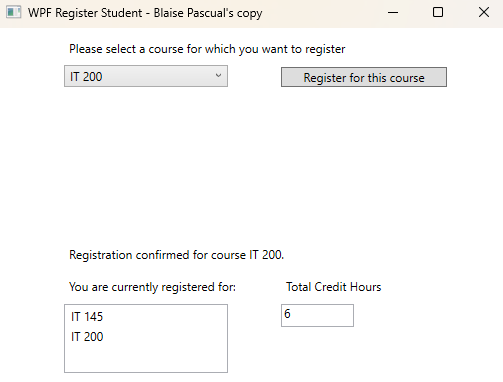 WPF Register Student - Blaise Pascual's copy
Please select a course for which you want to register
IT 200
Register for this course
Registration confirmed for course IT 200.
You are currently registered for:
Total Credit Hours
IT 145
IT 200
6